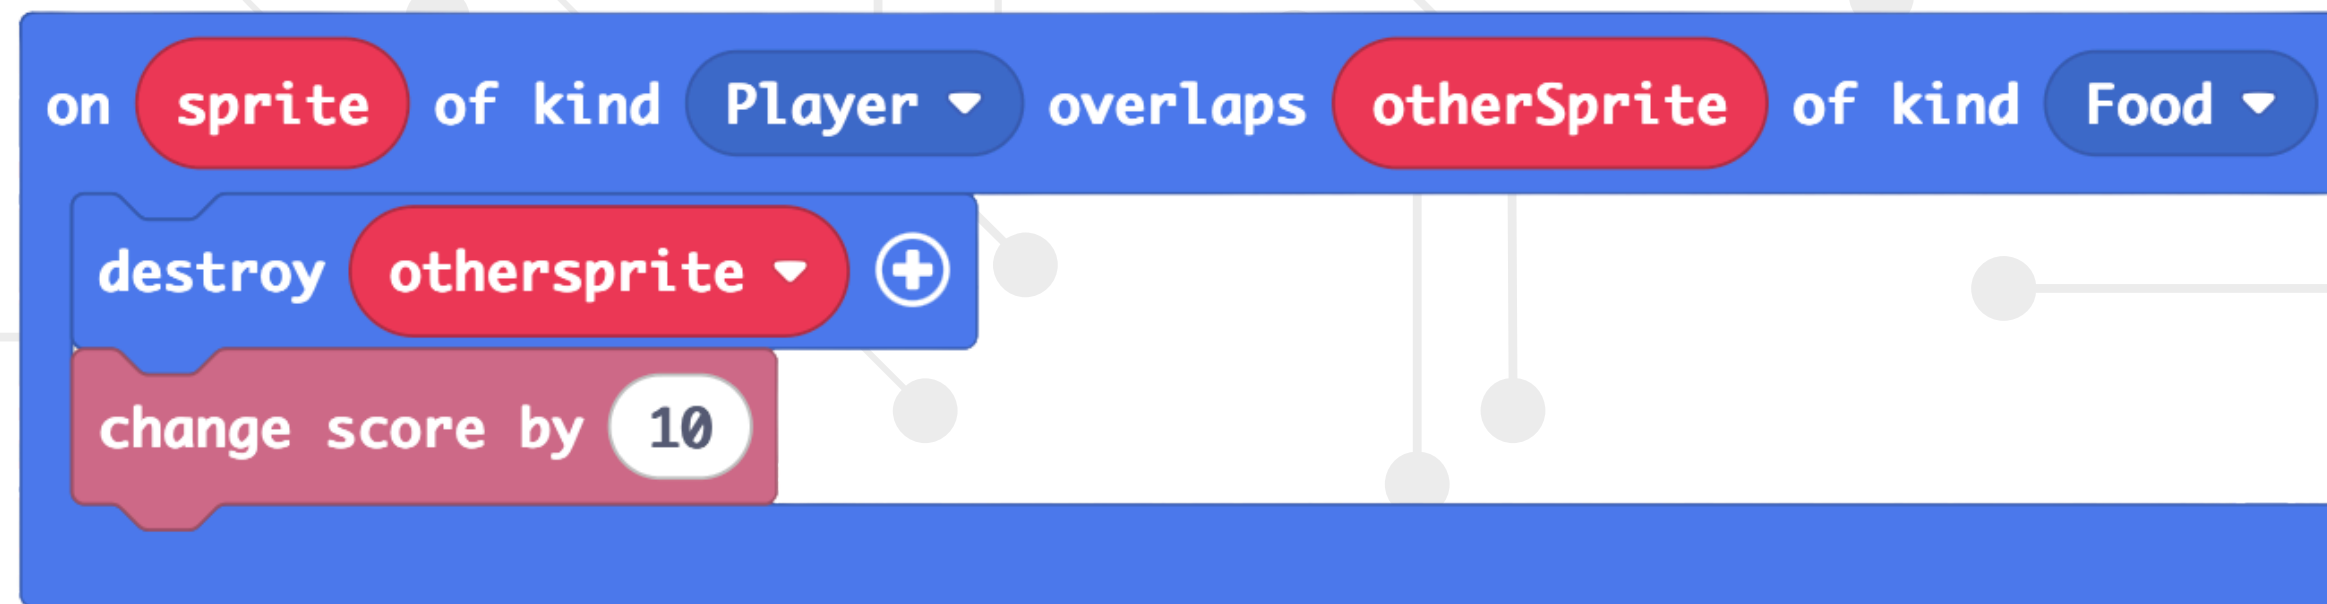 on sprite of kind Player overlaps otherSprite of kind Food
destroy othersprite
change score by 10